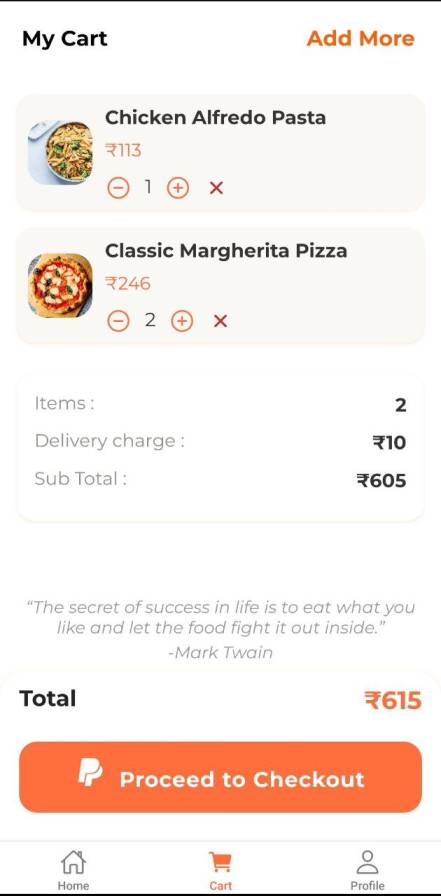 My Cart
Add More
Chicken Alfredo Pasta
₹113
1
Classic Margherita Pizza
₹246
2
Items : 2
Delivery charge : ₹10
Sub Total : ₹605
“The secret of success in life is to eat what you
like and let the food fight it out inside.”
-Mark Twain
Total ₹615
Proceed to Checkout
Home Cart Profile